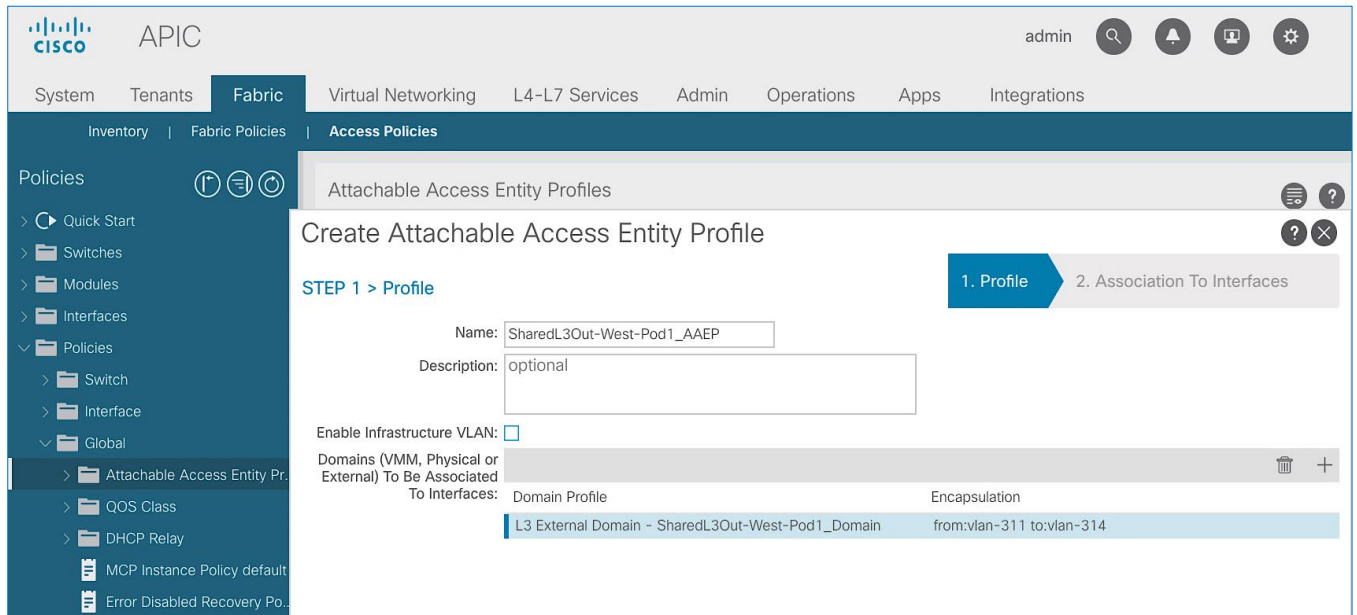 CISCO APIC admin
System Tenants Fabric Virtual Networking L4-L7 Services Admin Operations Apps Integrations
Inventory | Fabric Policies | Access Policies
Policies
Quick Start
Switches
Modules
Interfaces
Policies
Switch
Interface
Global
Attachable Access Entity Pr..
QOS Class
DHCP Relay
MCP Instance Policy default
Error Disabled Recovery Po..
Attachable Access Entity Profiles
?
Create Attachable Access Entity Profile
?
STEP 1 > Profile
1. Profile 2. Association To Interfaces
Name: SharedL3Out-West-Pod1_AAEP
Description: optional
Enable Infrastructure VLAN:
Domains (VMM, Physical or
External) To Be Associated
To Interfaces:
Domain Profile Encapsulation
L3 External Domain - SharedL3Out-West-Pod1_Domain from:vlan-311 to:vlan-314